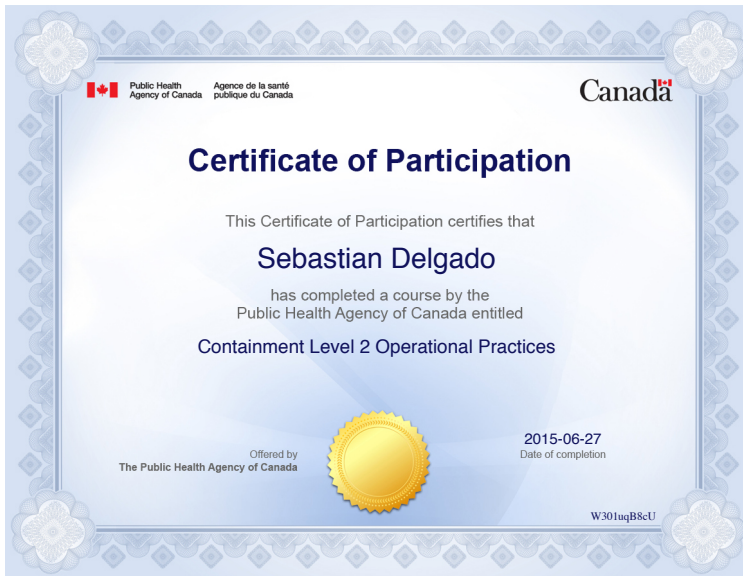 Public Health
Agency of Canada
Agence de la santé
publique du Canada
Canada
Certificate of Participation
This Certificate of Participation certifies that
Sebastian Delgado
has completed a course by the
Public Health Agency of Canada entitled
Containment Level 2 Operational Practices
Offered by
The Public Health Agency of Canada
2015-06-27
Date of completion
W301uqB8cU